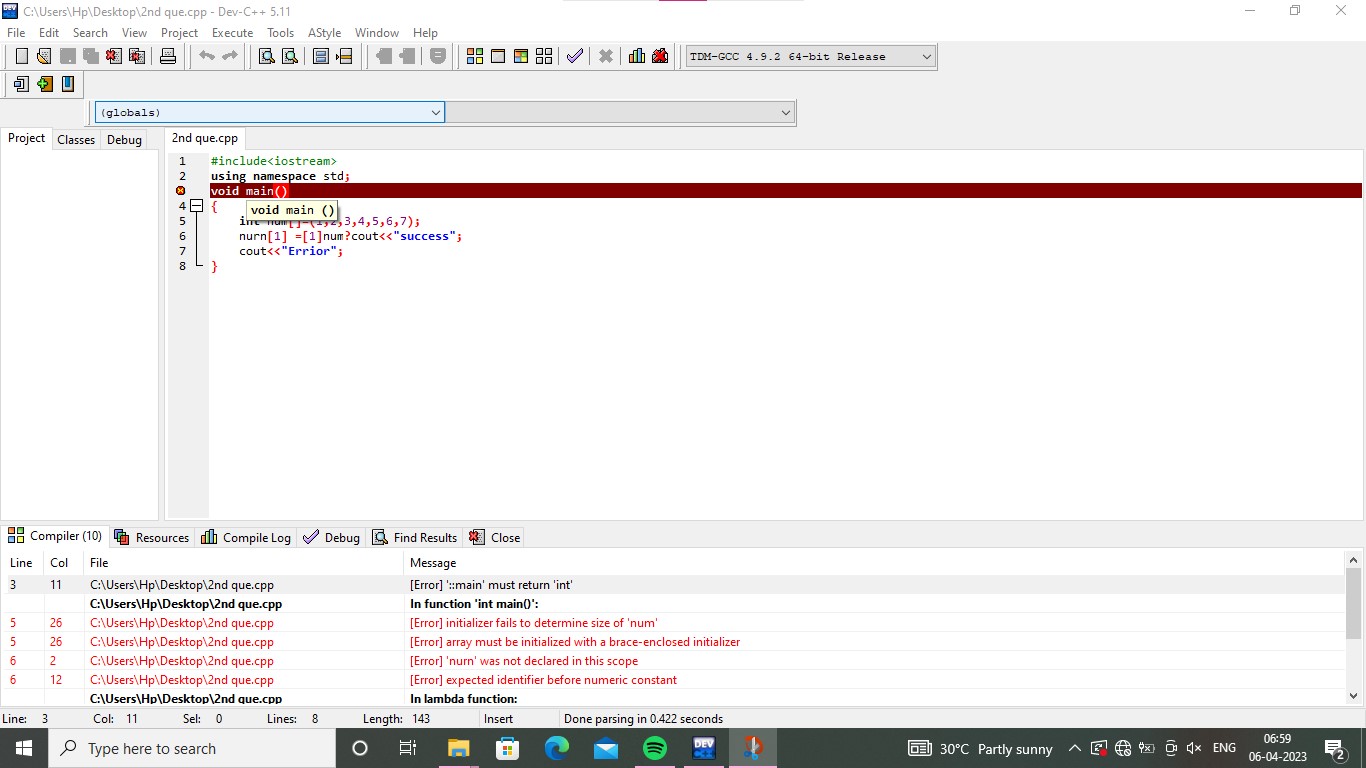 C:\Users\Hp\Desktop\2nd que.cpp - Dev-C++ 5.11
File Edit Search View Project Execute Tools AStyle Window Help
TDM-GCC 4.9.2 64-bit Release
(globals)
Project Classes Debug 2nd que.cpp
1 #include<iostream>
2 using namespace std;
void main()
4 {
void main ()
5 int num[]=(1,2,3,4,5,6,7);
6 nurn[1] =[1]num?cout<<"success";
7 cout<<"Errior";
8 }
Compiler (10) Resources Compile Log Debug Find Results Close
Line Col File Message
3 11 C:\Users\Hp\Desktop\2nd que.cpp [Error] '::main' must return 'int'
C:\Users\Hp\Desktop\2nd que.cpp In function 'int main()':
5 26 C:\Users\Hp\Desktop\2nd que.cpp [Error] initializer fails to determine size of 'num'
5 26 C:\Users\Hp\Desktop\2nd que.cpp [Error] array must be initialized with a brace-enclosed initializer
6 2 C:\Users\Hp\Desktop\2nd que.cpp [Error] 'nurn' was not declared in this scope
6 12 C:\Users\Hp\Desktop\2nd que.cpp [Error] expected identifier before numeric constant
C:\Users\Hp\Desktop\2nd que.cpp In lambda function:
Line: 3 Col: 11 Sel: 0 Lines: 8 Length: 143 Insert Done parsing in 0.422 seconds
Type here to search
DEV
30°C Partly sunny
ENG
06:59
06-04-2023
2